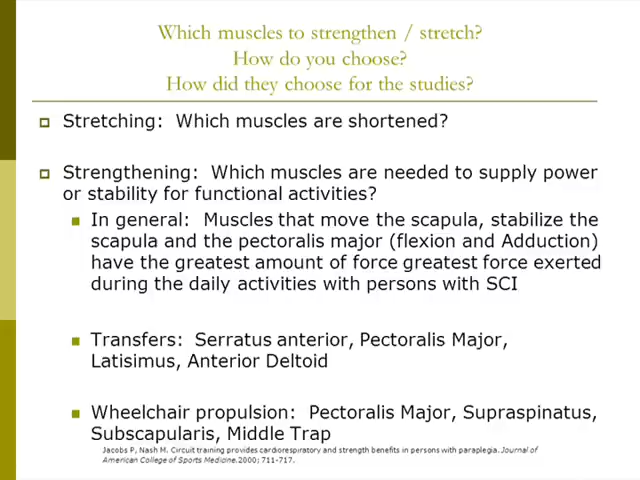 Which muscles to strengthen / stretch?
How do you choose?
How did they choose for the studies?
Stretching: Which muscles are shortened?
Strengthening: Which muscles are needed to supply power
or stability for functional activities?
In general: Muscles that move the scapula, stabilize the
scapula and the pectoralis major (flexion and Adduction)
have the greatest amount of force greatest force exerted
during the daily activities with persons with SCI
Transfers: Serratus anterior, Pectoralis Major,
Latisimus, Anterior Deltoid
Wheelchair propulsion: Pectoralis Major, Supraspinatus,
Subscapularis, Middle Trap
Jacobs P, Nash M. Circuit training provides cardiorespiratory and strength benefits in persons with paraplegia. Journal of
American College of Sports Medicine.2000; 711-717.